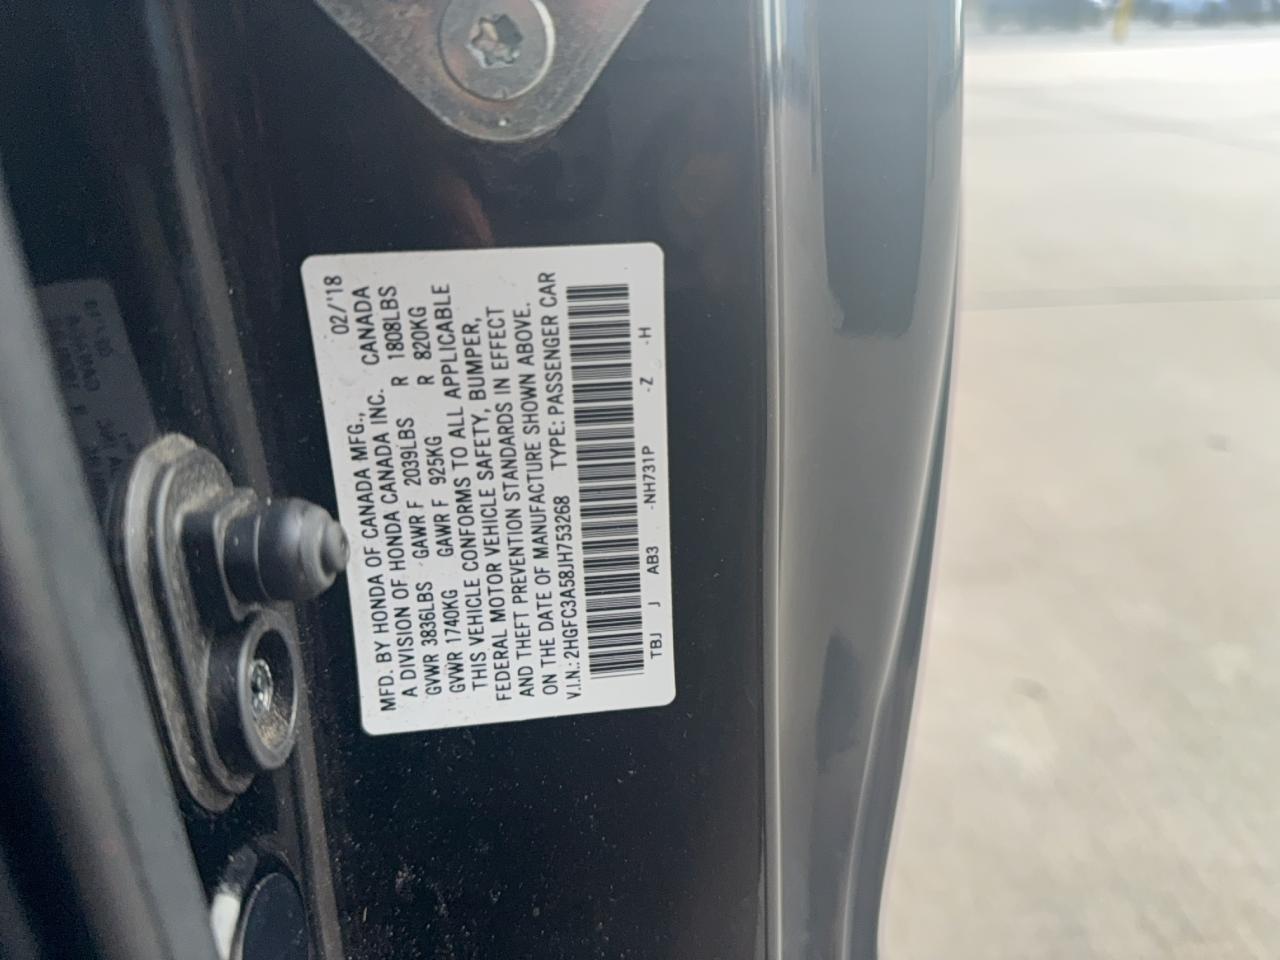 02/'18
MFD. BY HONDA OF CANADA MFG., CANADA
A DIVISION OF HONDA CANADA INC.
GVWR 3836LBS GAWR F 2039LBS R 1808LBS
GVWR 1740KG GAWR F 925KG R 820KG
THIS VEHICLE CONFORMS TO ALL APPLICABLE
FEDERAL MOTOR VEHICLE SAFETY, BUMPER,
AND THEFT PREVENTION STANDARDS IN EFFECT
ON THE DATE OF MANUFACTURE SHOWN ABOVE.
V.I.N.: 2HGFC3A58JH753268 TYPE: PASSENGER CAR
TBJ J AB3 -NH731P -Z -H